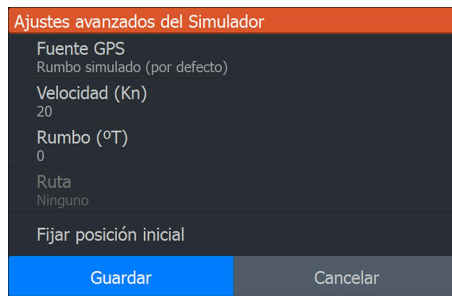 Ajustes avanzados del Simulador
Fuente GPS
Rumbo simulado (por defecto)
Velocidad (Kn)
20
Rumbo (ºT)
0
Ruta
Ninguno
Fijar posición inicial
Guardar
Cancelar